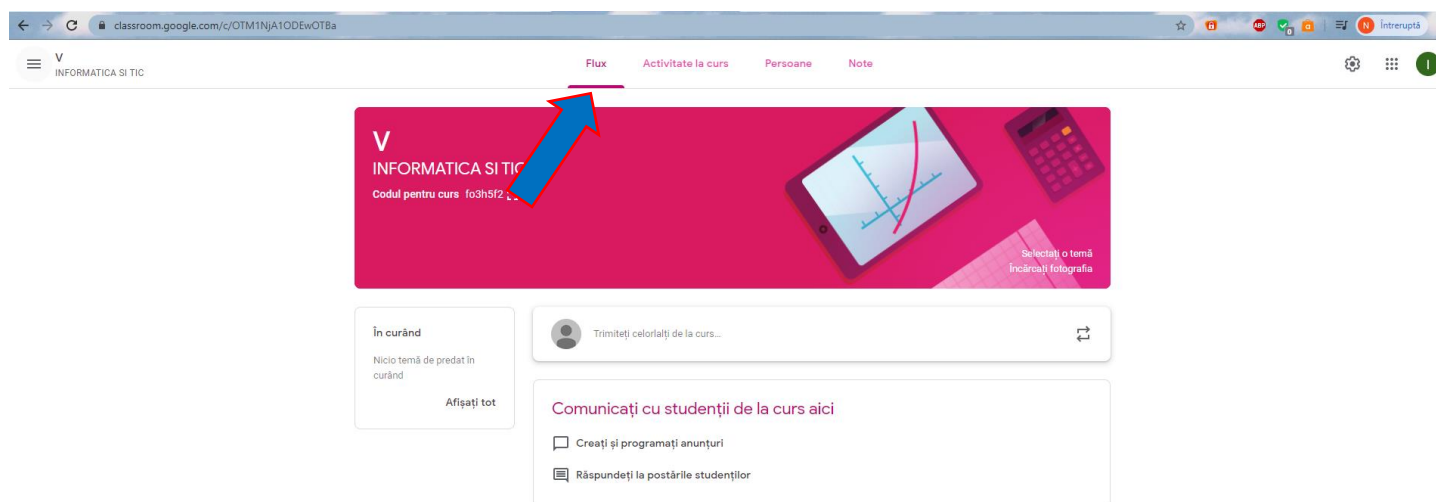 classroom.google.com/c/OTM1NjA1ODEwOTBa
ABP
0
N
Întreruptă
V
INFORMATICA SI TIC
Flux
Activitate la curs
Persoane
Note
I
V
INFORMATICA SI TIC
Codul pentru curs fo3h5f2
Selectați o temă
Încărcați fotografia
În curând
Nicio temă de predat în
curând
Afișați tot
Trimiteți celorlalți de la curs...
Comunicați cu studenții de la curs aici
Creați și programați anunțuri
Răspundeți la postările studenților